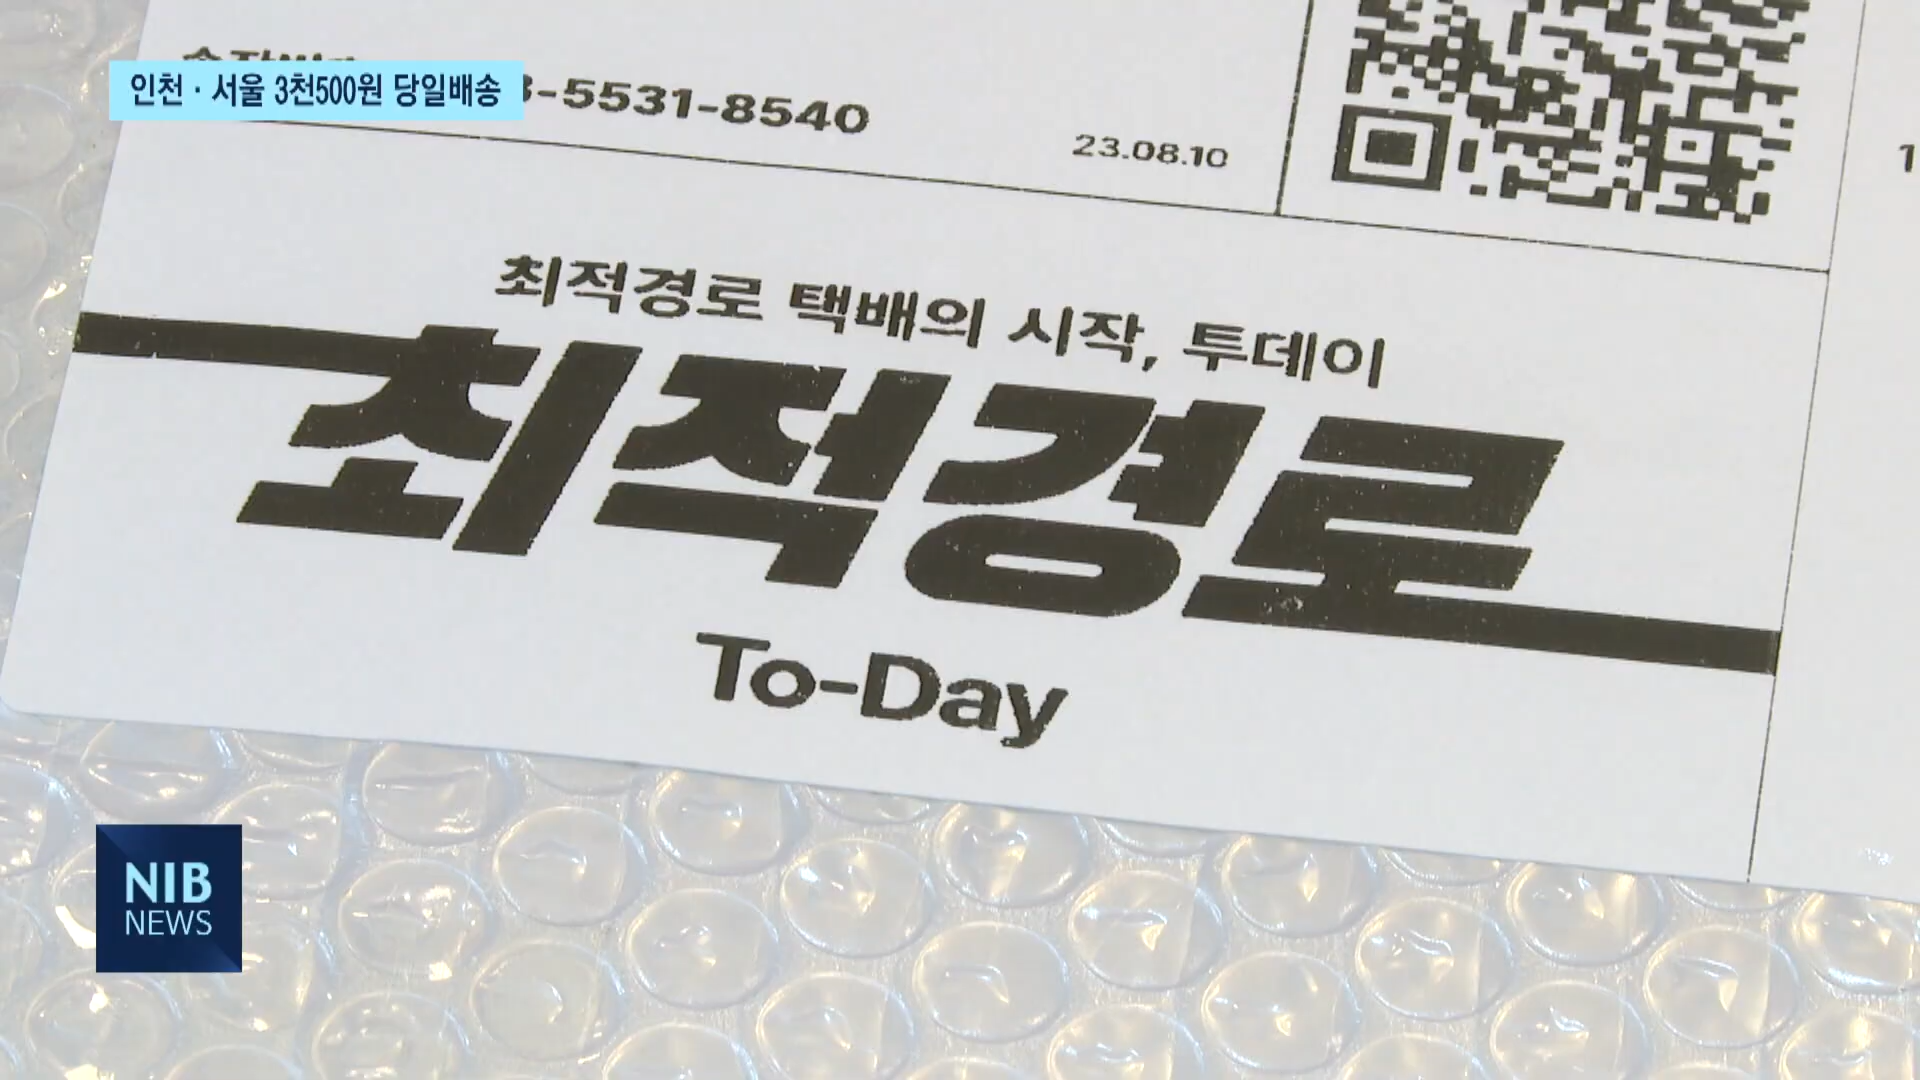 인천·서울 3천500원 당일배송
-5531-8540
23.08.10
최적경로 택배의 시작, 투데이
최적경로
To-Day
NIB
NEWS